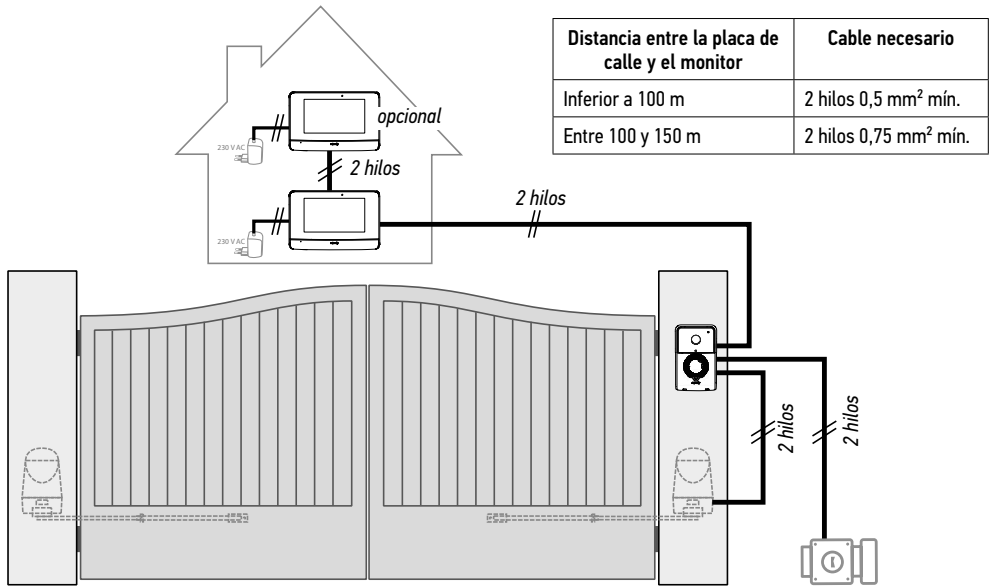 Distancia entre la placa de
calle y el monitor
Cable necesario
Inferior a 100 m
2 hilos 0,5 mm² mín.
Entre 100 y 150 m
2 hilos 0,75 mm² mín.
opcional
230 V AC
2 hilos
2 hilos
230 V AC
2 hilos
2 hilos